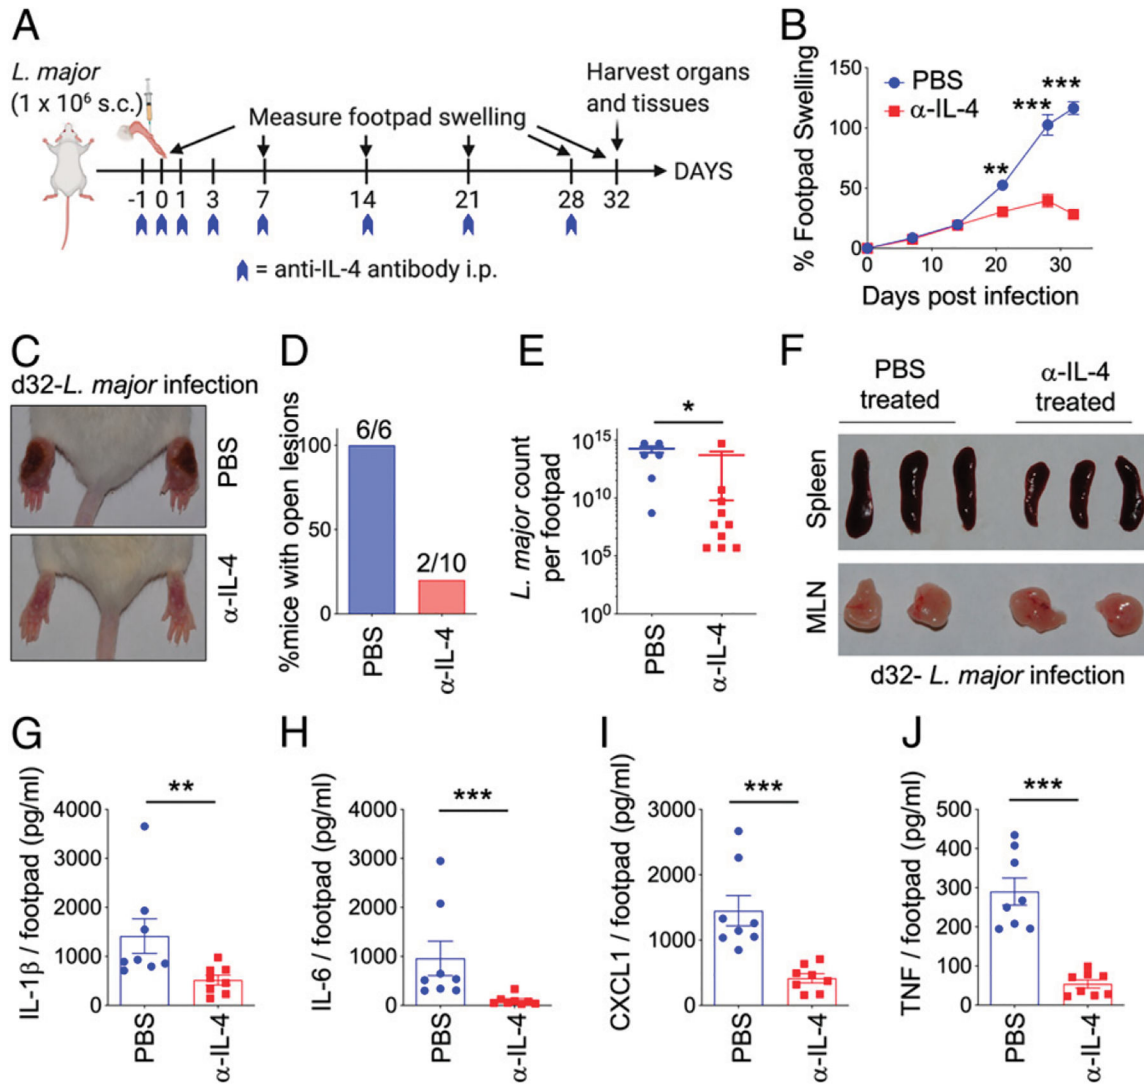 A
L. major
(1 x 10⁶ s.c.)
Measure footpad swelling
Harvest organs
and tissues
DAYS
-1 0 1 3 7 14 21 28 32
= anti-IL-4 antibody i.p.
B
PBS
α-IL-4
% Footpad Swelling
150
100
50
0
** *** ***
0 10 20 30
Days post infection
C
d32-L. major infection
PBS
α-IL-4
D
%mice with open lesions
100
50
0
6/6
2/10
PBS
α-IL-4
E
L. major count
per footpad
10¹⁵
10¹⁰
10⁵
10⁰
*
PBS
α-IL-4
F
PBS
treated
α-IL-4
treated
Spleen
MLN
d32- L. major infection
G
IL-1β / footpad (pg/ml)
4000
3000
2000
1000
0
**
PBS
α-IL-4
H
IL-6 / footpad (pg/ml)
4000
3000
2000
1000
0
***
PBS
α-IL-4
I
CXCL1 / footpad (pg/ml)
3000
2000
1000
0
***
PBS
α-IL-4
J
TNF / footpad (pg/ml)
500
400
300
200
100
0
***
PBS
α-IL-4